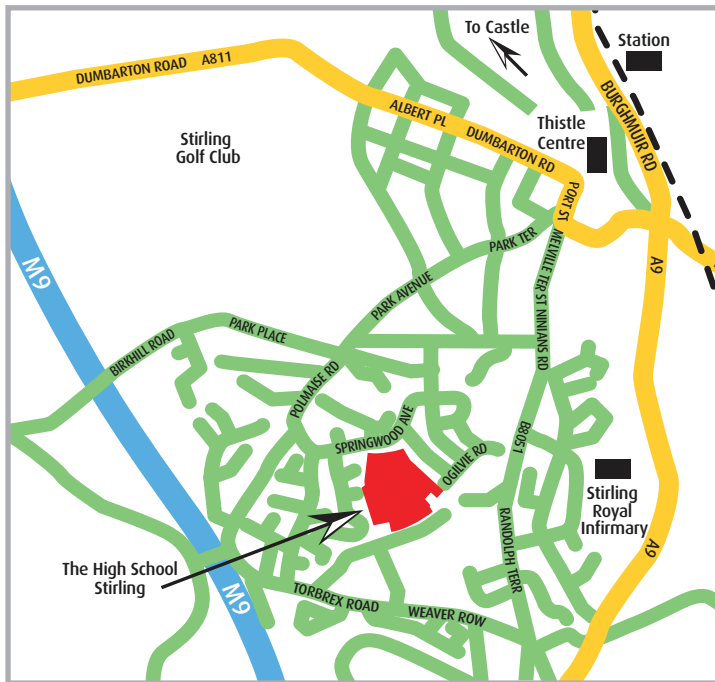 To Castle
Station
DUMBARTON ROAD A811
BURGHMUIR RD
ALBERT PL
DUMBARTON RD
Thistle
Centre
Stirling
Golf Club
PORT ST
PARK TER
MELVILLE TER
ST NINIANS RD
A9
M9
PARK AVENUE
PARK PLACE
BIRKHILL ROAD
POLMAISE RD
SPRINGWOOD AVE
OGILVIE RD
B8051
Stirling
Royal
Infirmary
RANDOLPH TERR
A9
The High School
Stirling
M9
TORBREX ROAD
WEAVER ROW